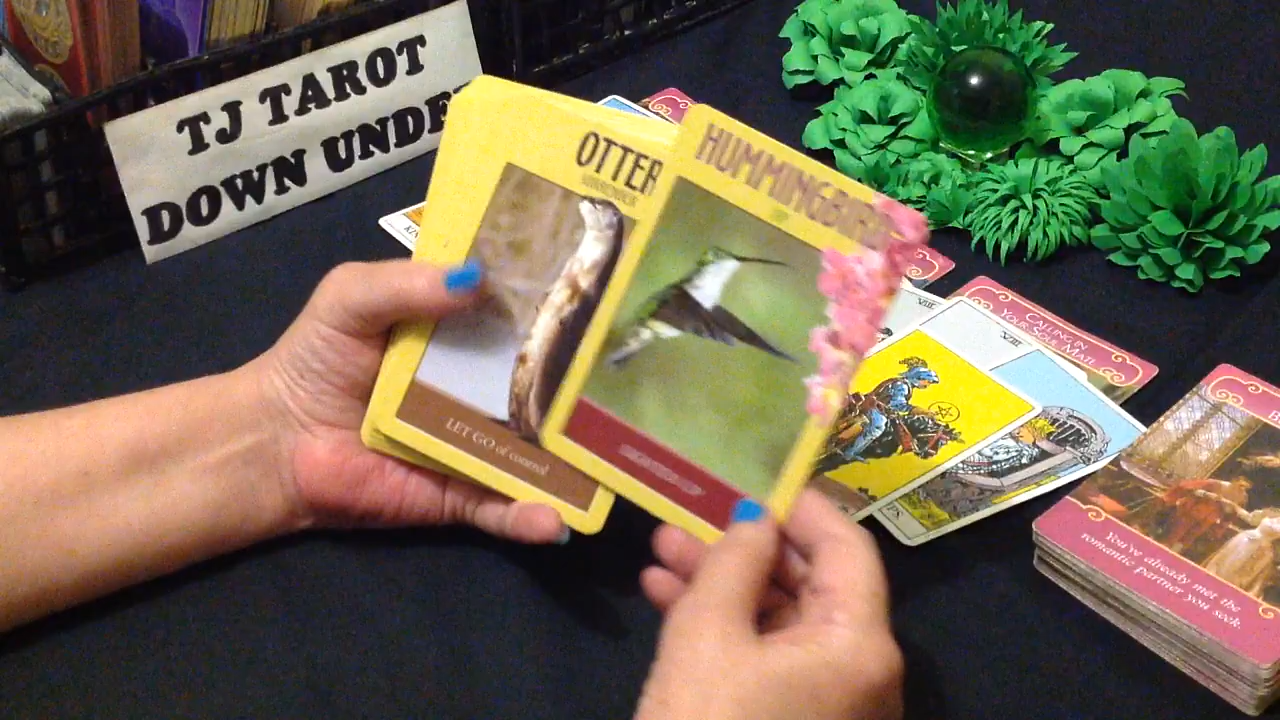 TJ TAROT
DOWN UNDE
OTTER
HUMMINGBIRD
LET GO of control
CALLING IN
YOUR SOUL MATE
VIII
You've already met the
romantic partner you seek.